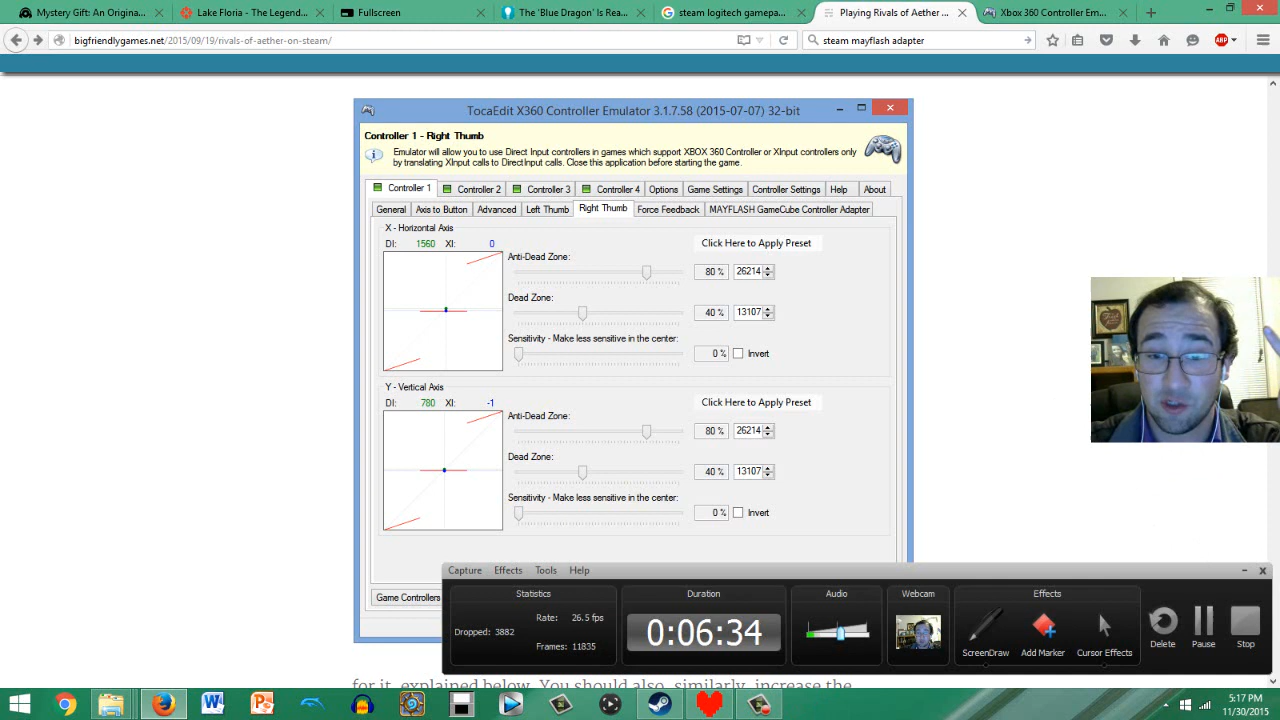 Mystery Gift: An Origina...
Lake Floria - The Legend...
Fullscreen
The 'Blue Dragon' Is Rea...
steam logitech gamepa...
Playing Rivals of Aether ...
Xbox 360 Controller Em...
bigfriendlygames.net/2015/09/19/rivals-of-aether-on-steam/
steam mayflash adapter
ABP
TocaEdit X360 Controller Emulator 3.1.7.58 (2015-07-07) 32-bit
Controller 1 - Right Thumb
Emulator will allow you to use Direct Input controllers in games which support XBOX 360 Controller or XInput controllers only
by translating XInput calls to DirectInput calls. Close this application before starting the game.
Controller 1 Controller 2 Controller 3 Controller 4 Options Game Settings Controller Settings Help About
General Axis to Button Advanced Left Thumb Right Thumb Force Feedback MAYFLASH GameCube Controller Adapter
X - Horizontal Axis
DI: 1560 XI: 0
Click Here to Apply Preset
Anti-Dead Zone:
80 % 26214
Dead Zone:
40 % 13107
Sensitivity - Make less sensitive in the center:
0 % Invert
Y - Vertical Axis
DI: 780 XI: -1
Click Here to Apply Preset
Anti-Dead Zone:
80 % 26214
Dead Zone:
40 % 13107
Sensitivity - Make less sensitive in the center:
0 % Invert
Game Controllers
Capture Effects Tools Help
Statistics
Rate: 26.5 fps
Dropped: 3882
Frames: 11835
Duration
0:06:34
Audio
Webcam
Effects
ScreenDraw Add Marker Cursor Effects
Delete Pause Stop
for it, explained below. You should also, similarly, increase the
5:17 PM
11/30/2015